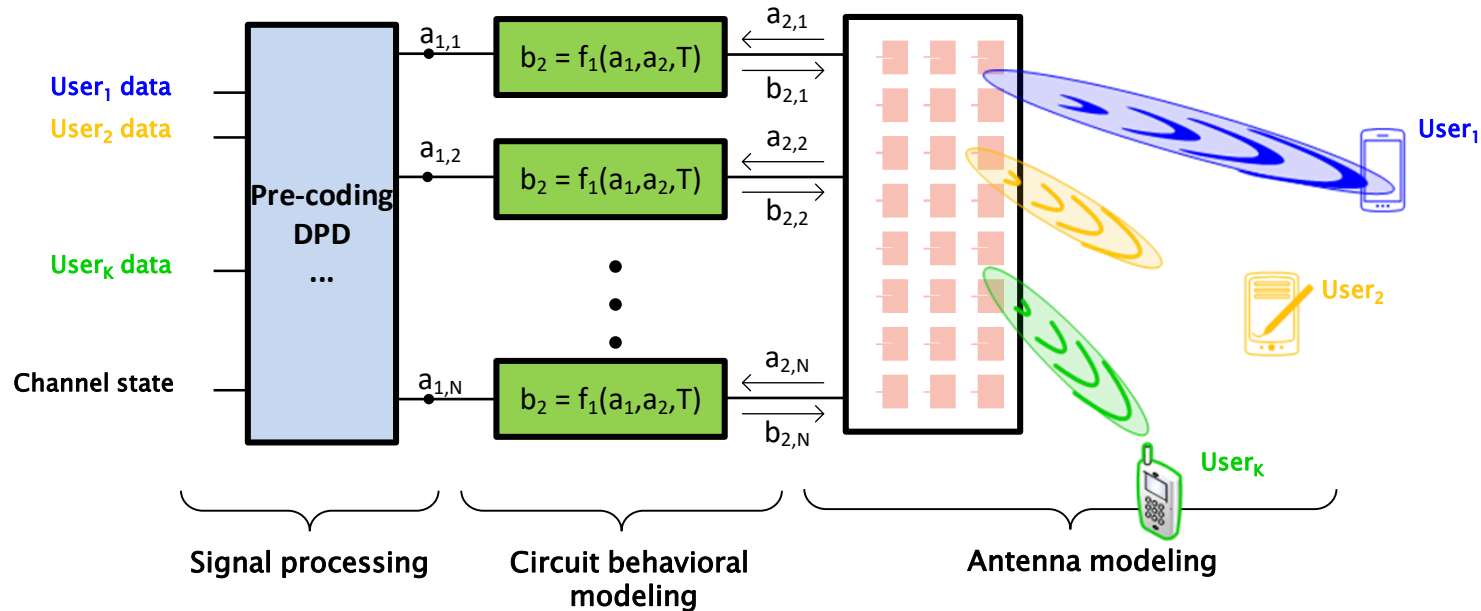 User₁ data
User₂ data
Userₖ data
Channel state
Pre-coding
DPD
...
a₁,₁
a₁,₂
a₁,N
b₂ = f₁(a₁,a₂,T)
b₂ = f₁(a₁,a₂,T)
b₂ = f₁(a₁,a₂,T)
a₂,₁
b₂,₁
a₂,₂
b₂,₂
a₂,N
b₂,N
User₁
User₂
Userₖ
Signal processing
Circuit behavioral
modeling
Antenna modeling